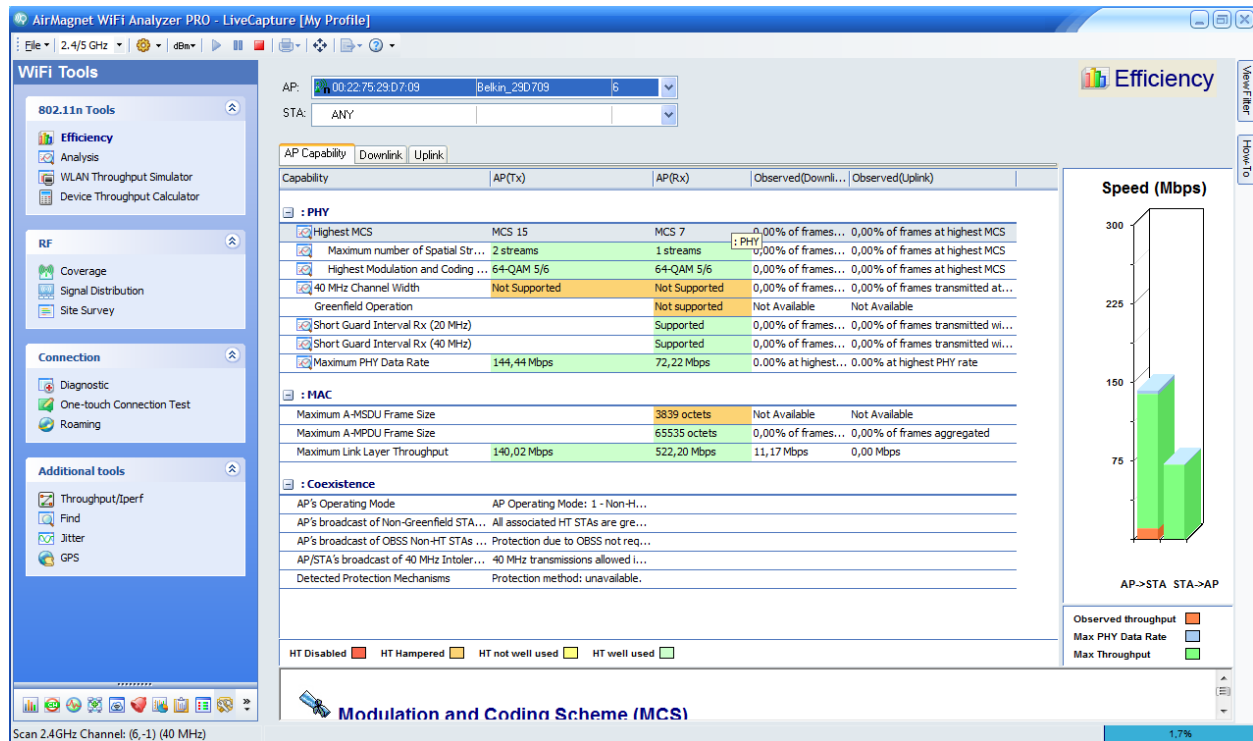 AirMagnet WiFi Analyzer PRO - LiveCapture [My Profile]
File 2.4/5 GHz dBm
WiFi Tools
802.11n Tools
Efficiency
Analysis
WLAN Throughput Simulator
Device Throughput Calculator
RF
Coverage
Signal Distribution
Site Survey
Connection
Diagnostic
One-touch Connection Test
Roaming
Additional tools
Throughput/Iperf
Find
Jitter
GPS
AP: 00:22:75:29:D7:09 Belkin_29D709 6
STA: ANY
Efficiency
View Filter
How-To
AP Capability Downlink Uplink
Capability AP(Tx) AP(Rx) Observed(Downli... Observed(Uplink)
: PHY
Highest MCS MCS 15 MCS 7 0,00% of frames... 0,00% of frames at highest MCS
: PHY
Maximum number of Spatial Str... 2 streams 1 streams 0,00% of frames... 0,00% of frames at highest MCS
Highest Modulation and Coding ... 64-QAM 5/6 64-QAM 5/6 0,00% of frames... 0,00% of frames at highest MCS
40 MHz Channel Width Not Supported Not Supported 0,00% of frames... 0,00% of frames transmitted at...
Greenfield Operation Not supported Not Available Not Available
Short Guard Interval Rx (20 MHz) Supported 0,00% of frames... 0,00% of frames transmitted wi...
Short Guard Interval Rx (40 MHz) Supported 0,00% of frames... 0,00% of frames transmitted wi...
Maximum PHY Data Rate 144,44 Mbps 72,22 Mbps 0.00% at highest... 0.00% at highest PHY rate
: MAC
Maximum A-MSDU Frame Size 3839 octets Not Available Not Available
Maximum A-MPDU Frame Size 65535 octets 0,00% of frames... 0,00% of frames aggregated
Maximum Link Layer Throughput 140,02 Mbps 522,20 Mbps 11,17 Mbps 0,00 Mbps
: Coexistence
AP's Operating Mode AP Operating Mode: 1 - Non-H...
AP's broadcast of Non-Greenfield STA... All associated HT STAs are gre...
AP's broadcast of OBSS Non-HT STAs ... Protection due to OBSS not req...
AP/STA's broadcast of 40 MHz Intoler... 40 MHz transmissions allowed i...
Detected Protection Mechanisms Protection method: unavailable.
HT Disabled HT Hampered HT not well used HT well used
Speed (Mbps)
300
225
150
75
AP->STA STA->AP
Observed throughput
Max PHY Data Rate
Max Throughput
Modulation and Coding Scheme (MCS)
Scan 2.4GHz Channel: (6,-1) (40 MHz) 1,7%